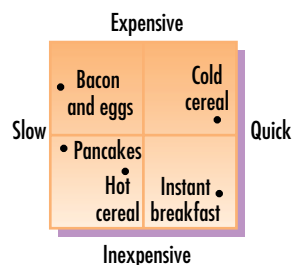 Expensive
Bacon
and eggs
Cold
cereal
Slow
Quick
Pancakes
Hot
cereal
Instant
breakfast
Inexpensive